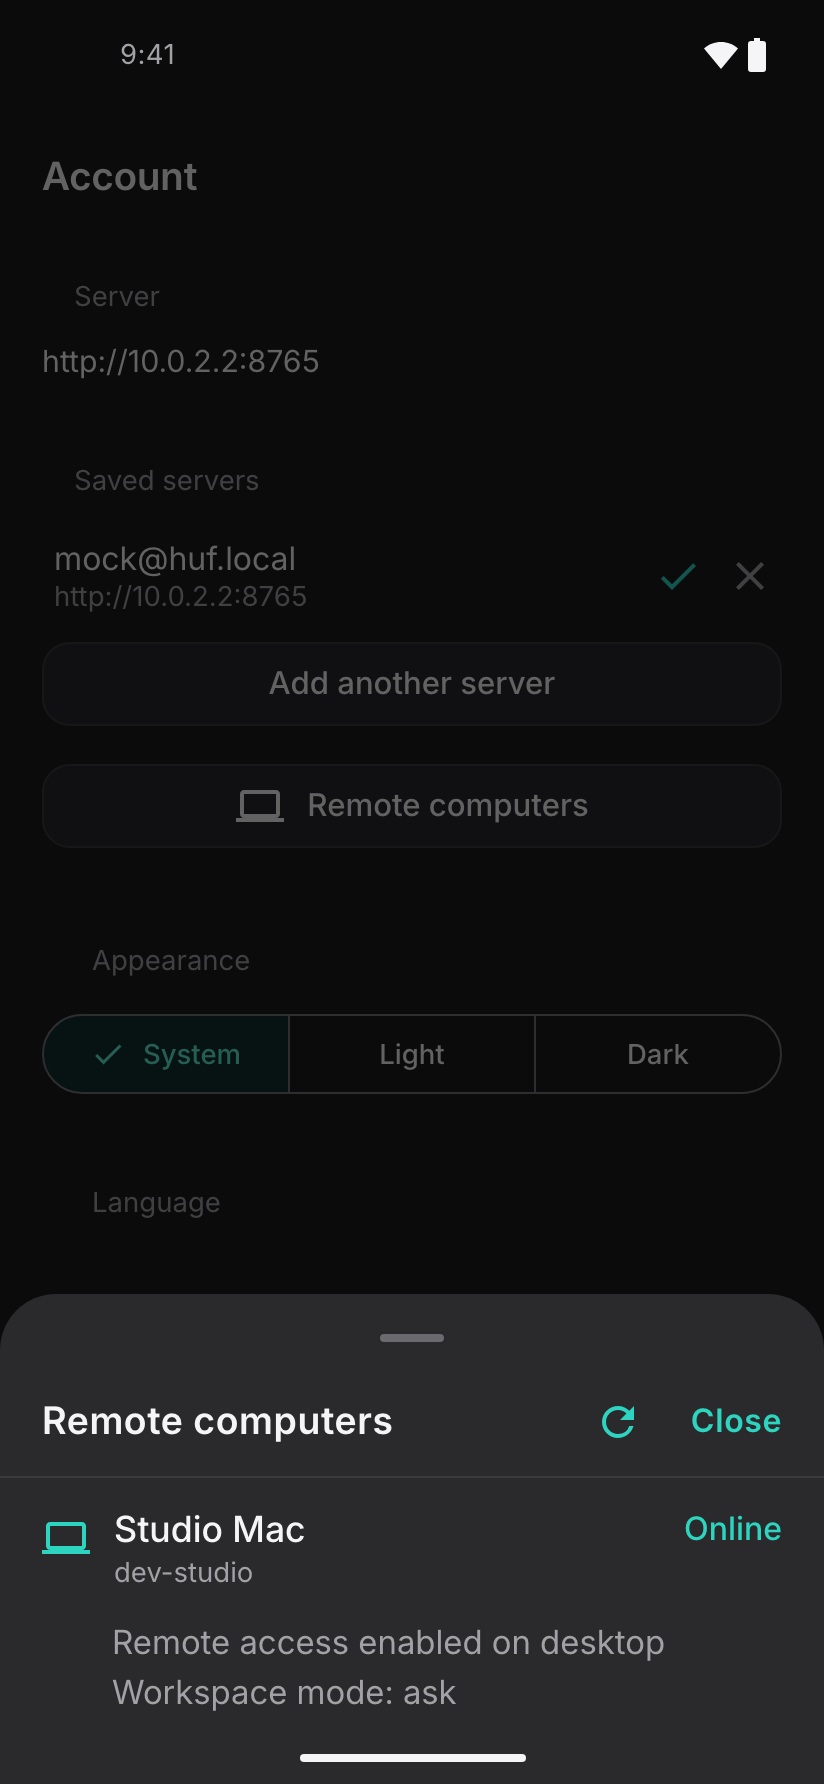 9:41
Account
Server
http://10.0.2.2:8765
Saved servers
mock@huf.local
http://10.0.2.2:8765
Add another server
Remote computers
Appearance
System
Light
Dark
Language
Remote computers
Close
Studio Mac
Online
dev-studio
Remote access enabled on desktop
Workspace mode: ask